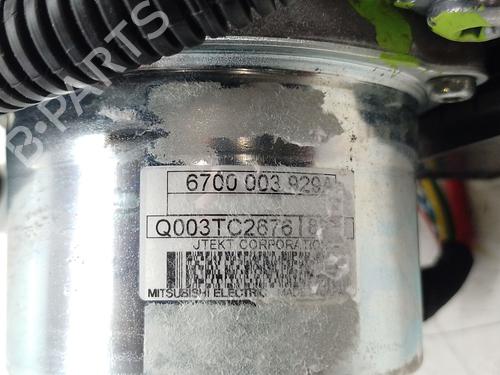 B-PARTS
6700 003 929A
Q003TC2676
JTEKT CORPORATION
MITSUBISHI ELECTRIC